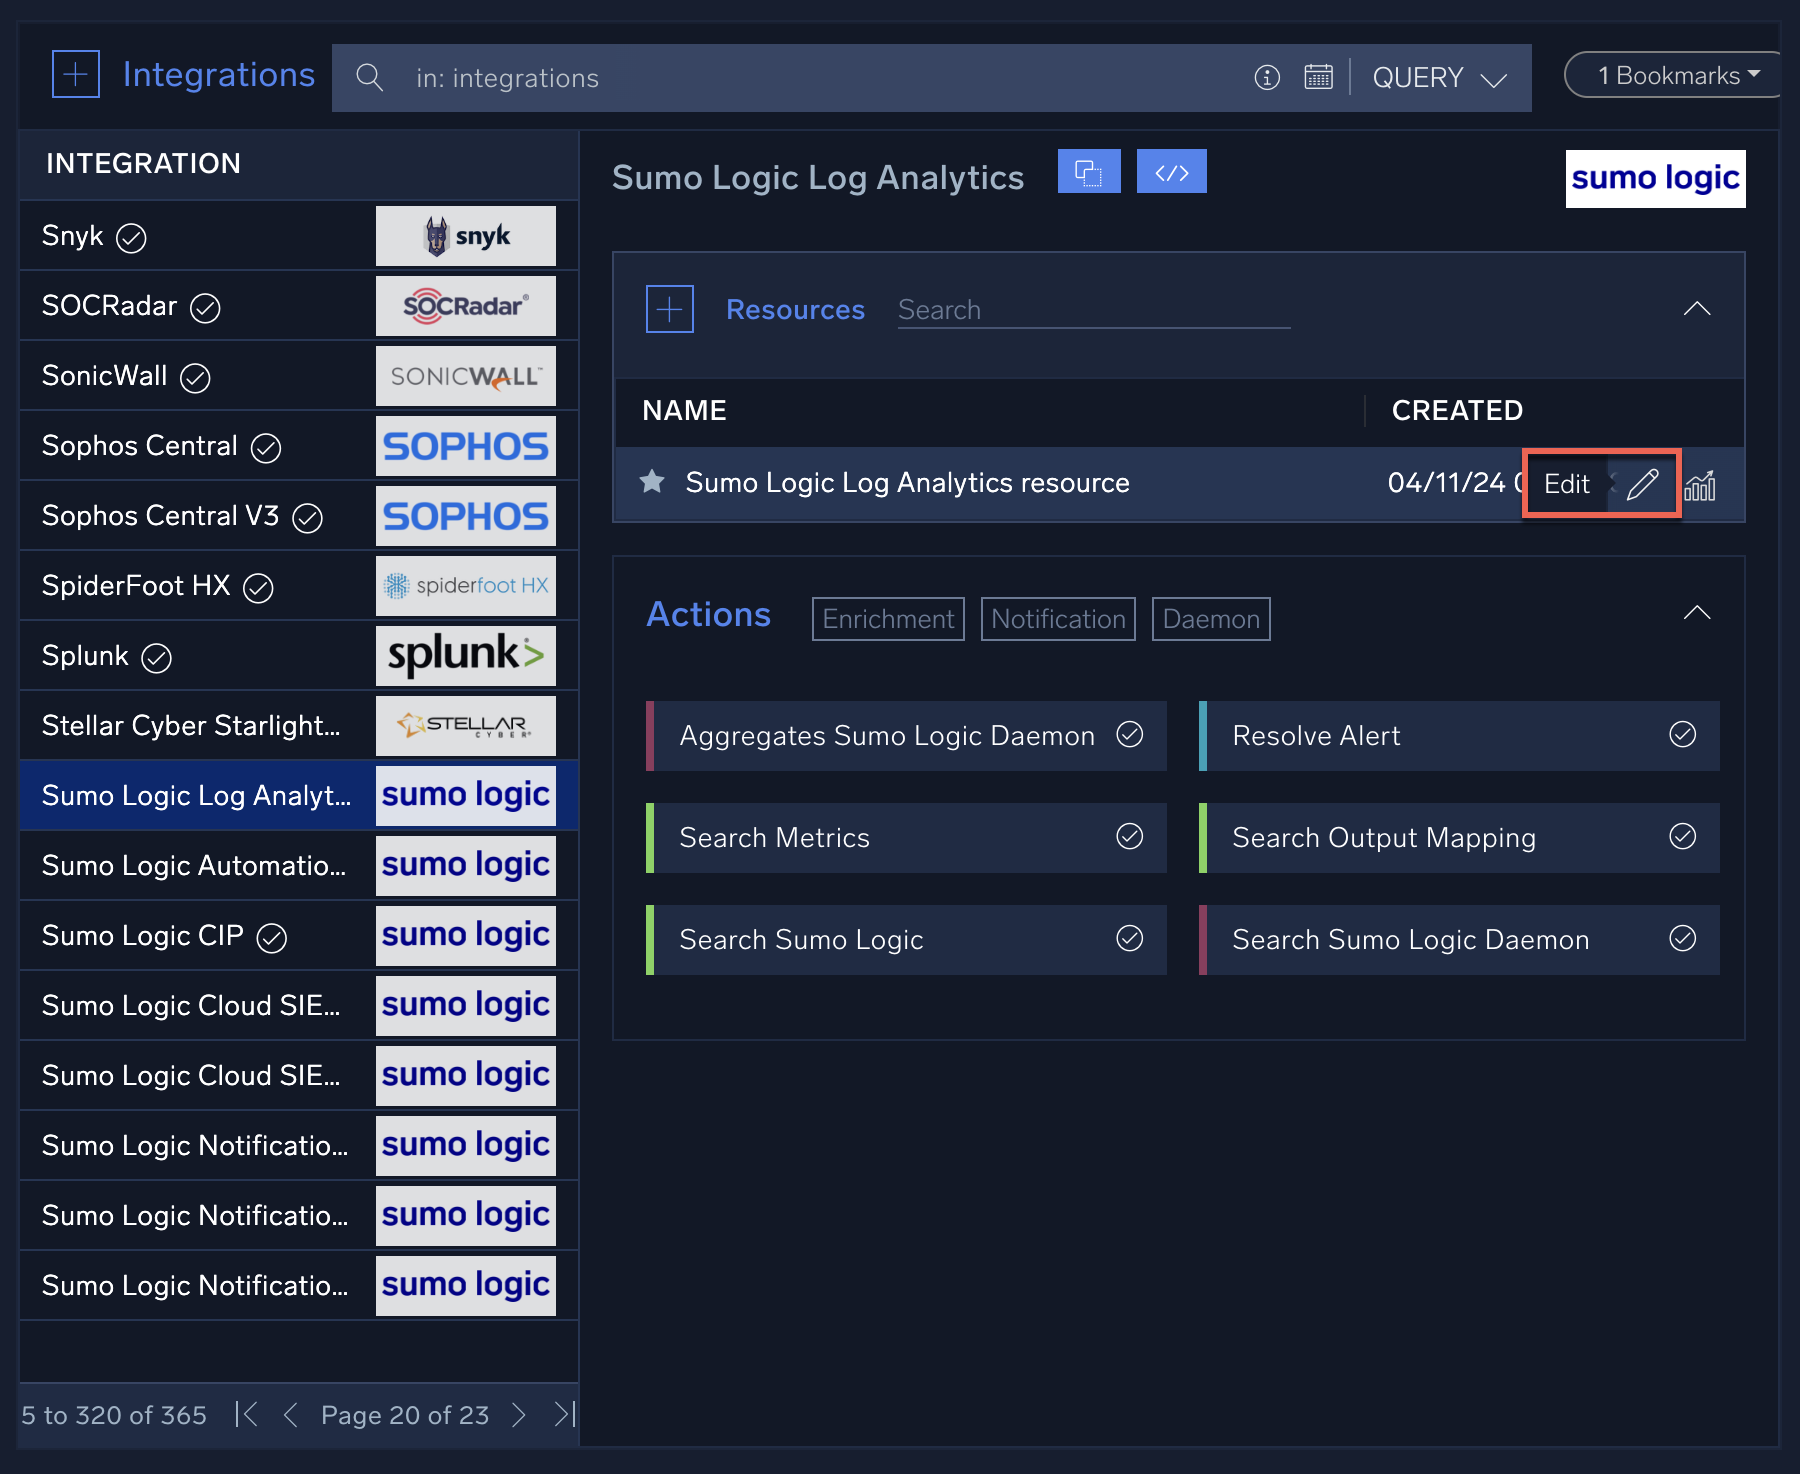 Integrations
in: integrations
QUERY
1 Bookmarks
INTEGRATION
Snyk
snyk
SOCRadar
SOCRadar®
SonicWall
SONICWALL™
Sophos Central
SOPHOS
Sophos Central V3
SOPHOS
SpiderFoot HX
spiderfoot HX
Splunk
splunk>
Stellar Cyber Starlight...
STELLAR
CYBER®
Sumo Logic Log Analyt...
sumo logic
Sumo Logic Automatio...
sumo logic
Sumo Logic CIP
sumo logic
Sumo Logic Cloud SIE...
sumo logic
Sumo Logic Cloud SIE...
sumo logic
Sumo Logic Notificatio...
sumo logic
Sumo Logic Notificatio...
sumo logic
Sumo Logic Notificatio...
sumo logic
5 to 320 of 365
Page 20 of 23
Sumo Logic Log Analytics
</>
sumo logic
Resources
Search
NAME
CREATED
Sumo Logic Log Analytics resource
04/11/24
Edit
Actions
Enrichment
Notification
Daemon
Aggregates Sumo Logic Daemon
Resolve Alert
Search Metrics
Search Output Mapping
Search Sumo Logic
Search Sumo Logic Daemon